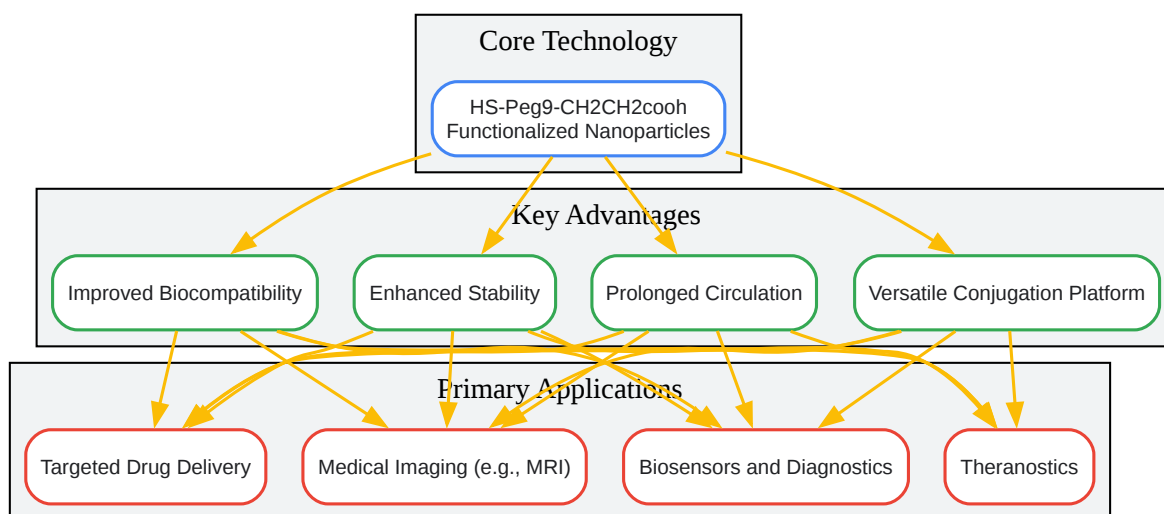 Core Technology
HS-Peg9-CH2CH2cooh
Functionalized Nanoparticles
Key Advantages
Improved Biocompatibility
Enhanced Stability
Prolonged Circulation
Versatile Conjugation Platform
Primary Applications
Targeted Drug Delivery
Medical Imaging (e.g., MRI)
Biosensors and Diagnostics
Theranostics